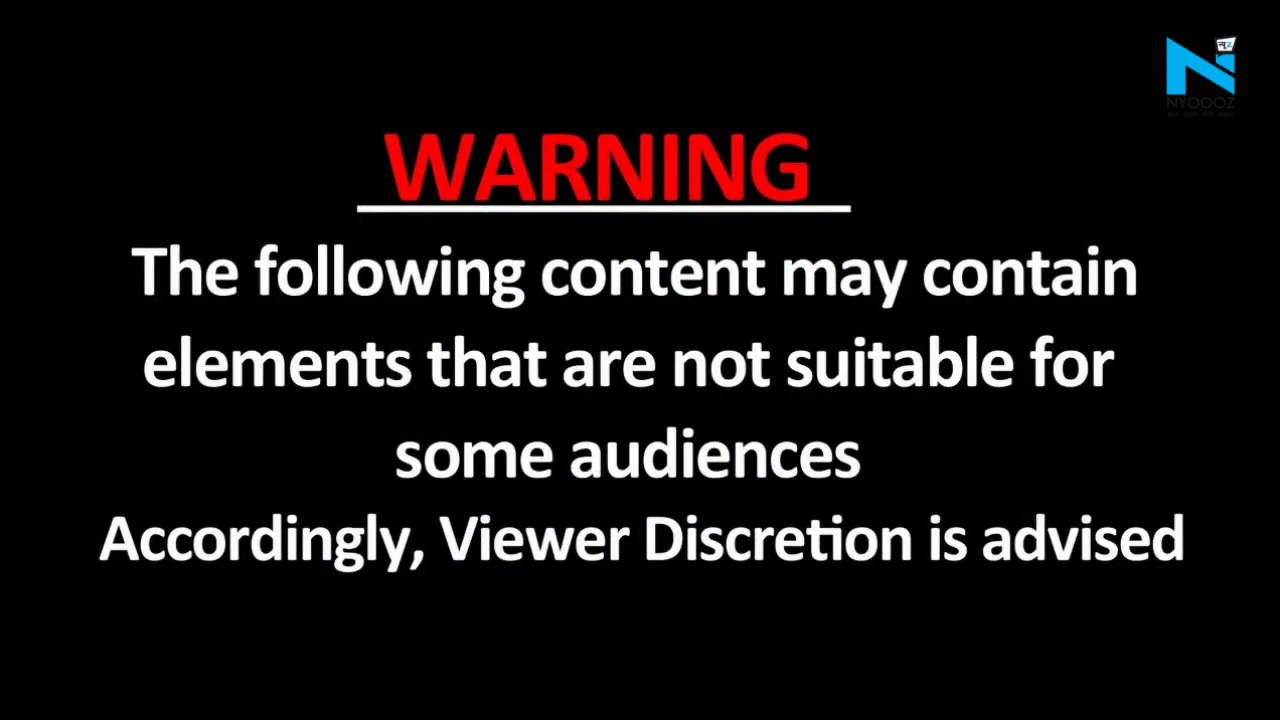 न्यूz
NYOOOZ
WARNING
The following content may contain
elements that are not suitable for
some audiences
Accordingly, Viewer Discretion is advised